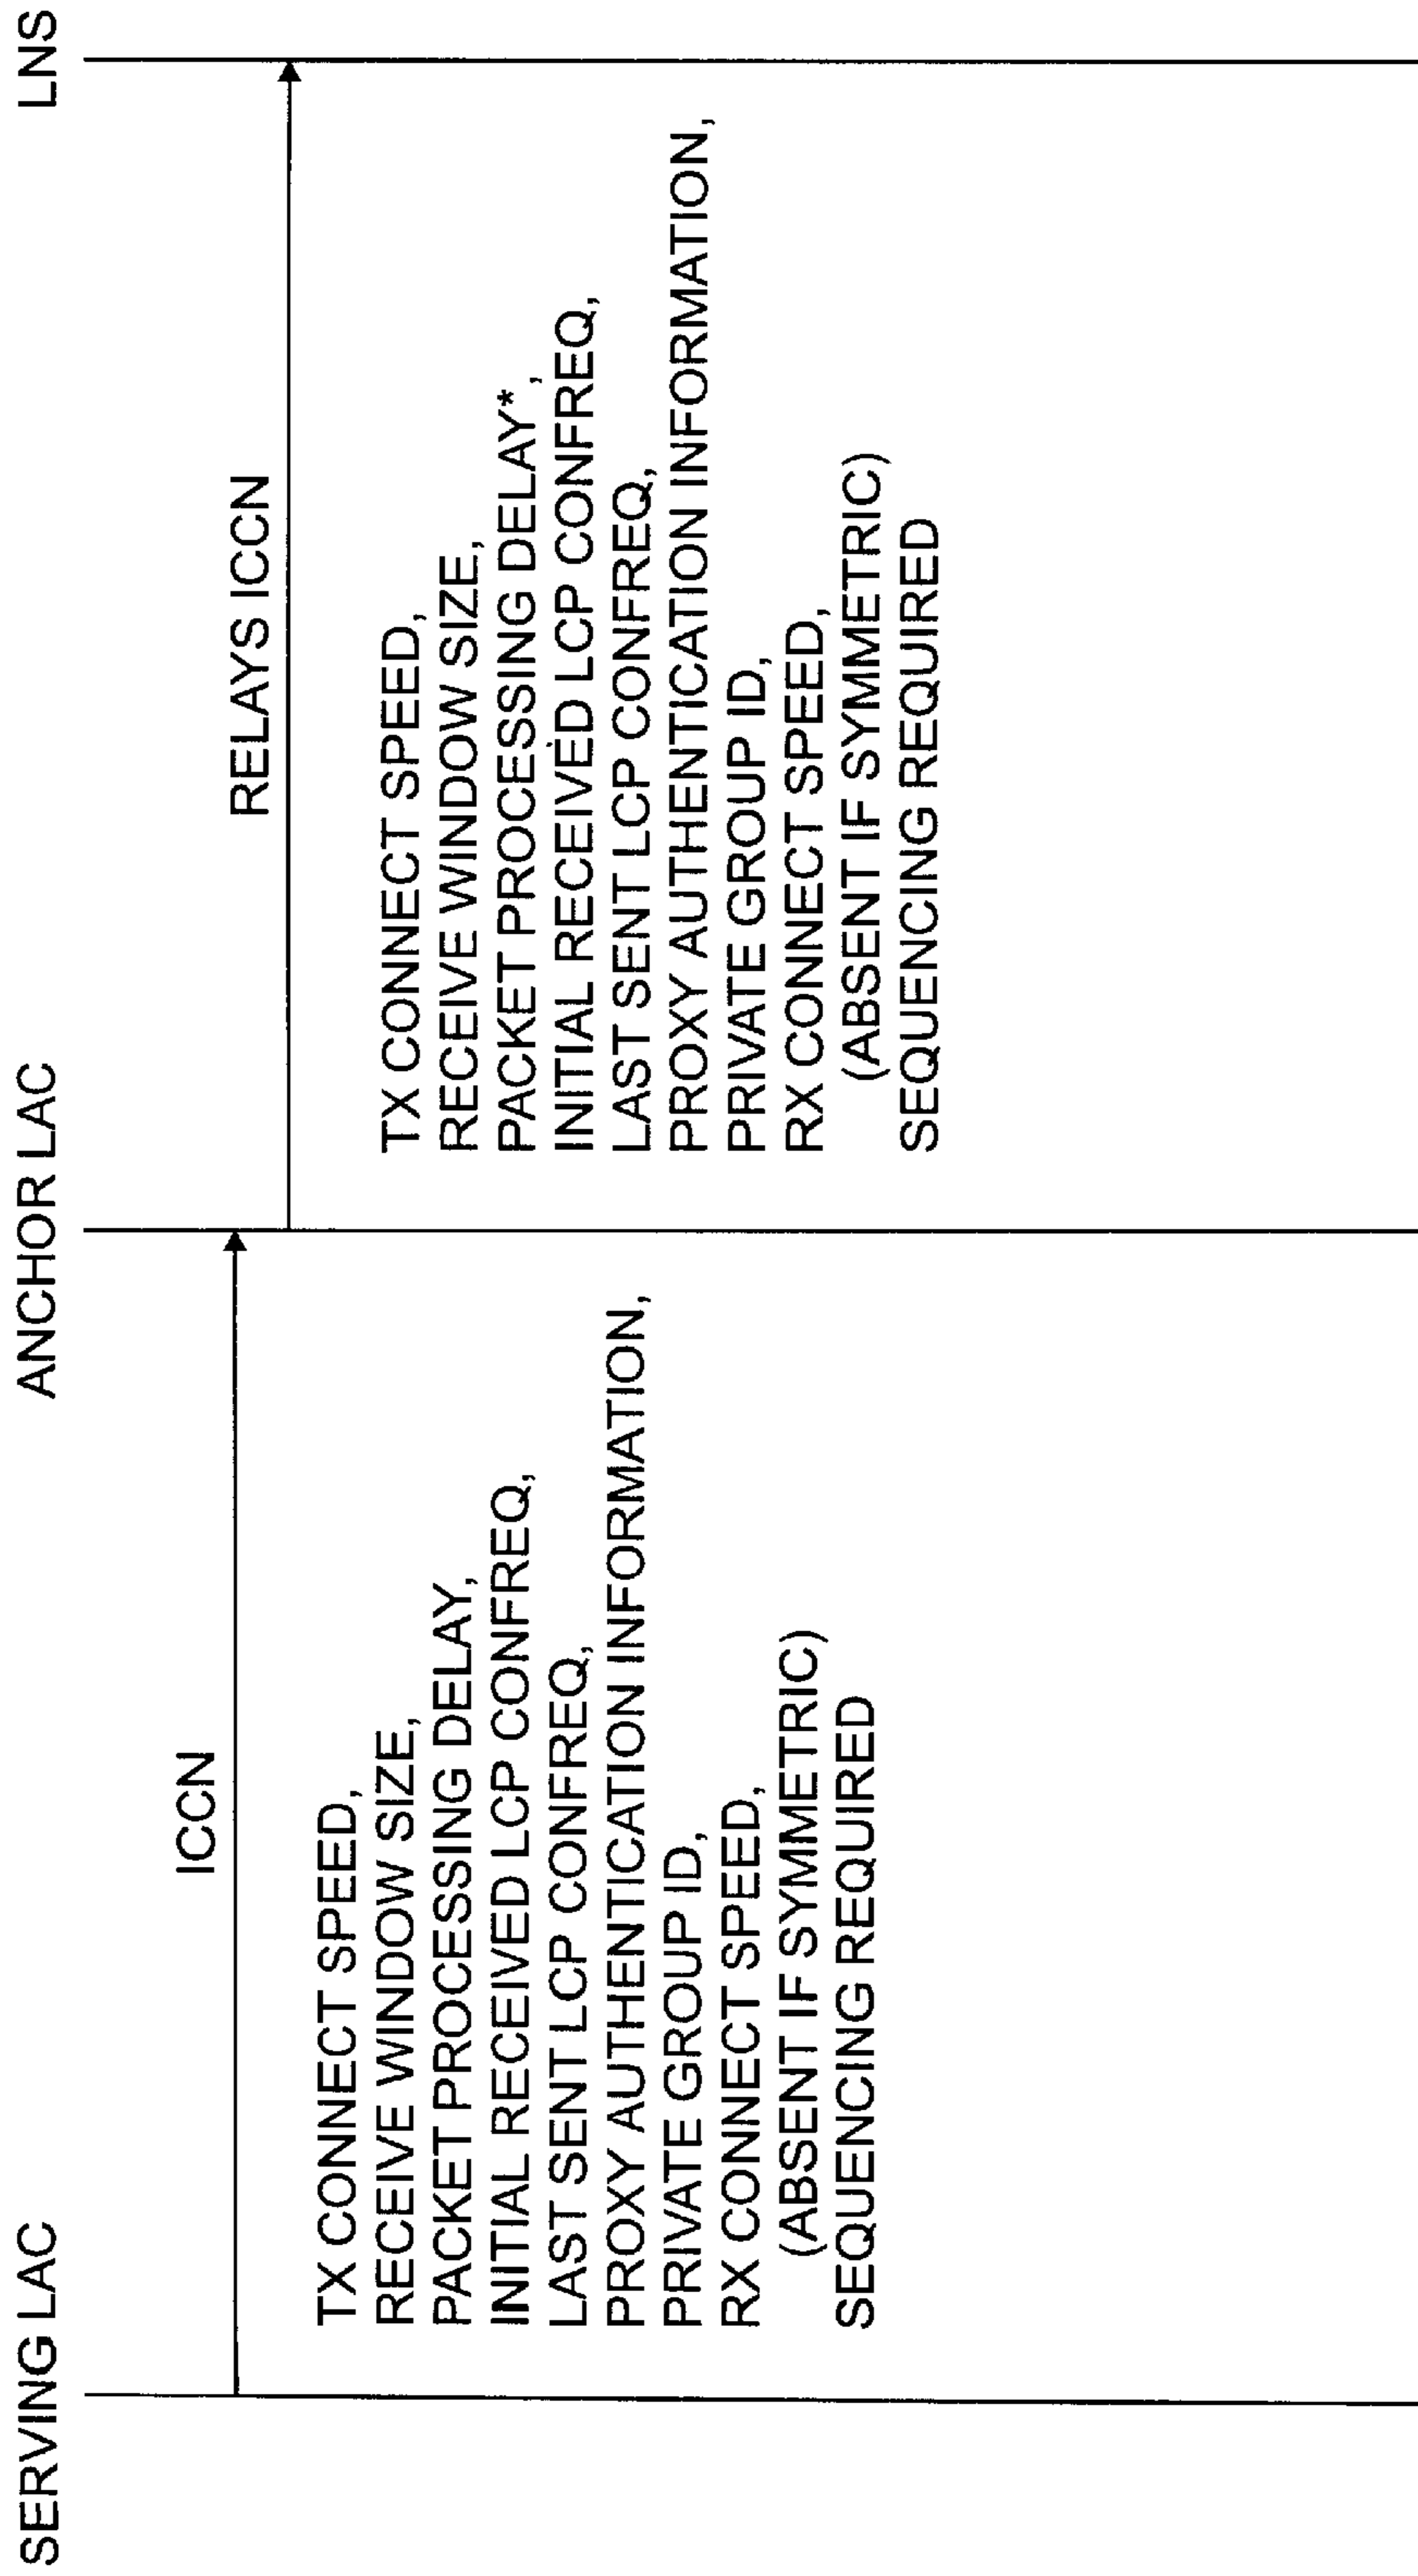 SERVING LAC
ANCHOR LAC
LNS
ICCN
TX CONNECT SPEED,
RECEIVE WINDOW SIZE,
PACKET PROCESSING DELAY,
INITIAL RECEIVED LCP CONFREQ,
LAST SENT LCP CONFREQ,
PROXY AUTHENTICATION INFORMATION,
PRIVATE GROUP ID,
RX CONNECT SPEED,
(ABSENT IF SYMMETRIC)
SEQUENCING REQUIRED
RELAYS ICCN
TX CONNECT SPEED,
RECEIVE WINDOW SIZE,
PACKET PROCESSING DELAY*,
INITIAL RECEIVED LCP CONFREQ,
LAST SENT LCP CONFREQ,
PROXY AUTHENTICATION INFORMATION,
PRIVATE GROUP ID,
RX CONNECT SPEED,
(ABSENT IF SYMMETRIC)
SEQUENCING REQUIRED